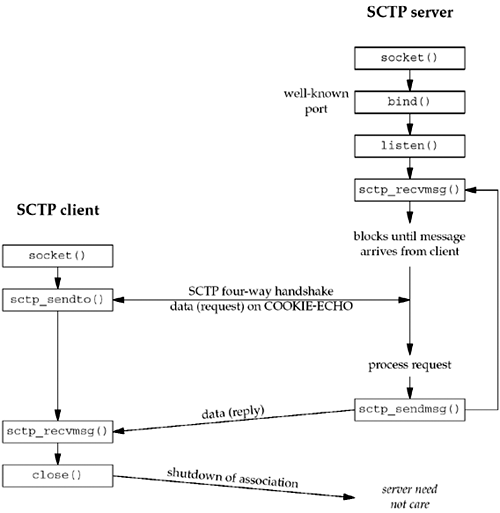 SCTP server
socket()
well-known
port
bind()
listen()
sctp_recvmsg()
blocks until message
arrives from client
SCTP client
socket()
sctp_sendto()
SCTP four-way handshake
data (request) on COOKIE-ECHO
process request
sctp_sendmsg()
data (reply)
sctp_recvmsg()
close()
shutdown of association
server need
not care